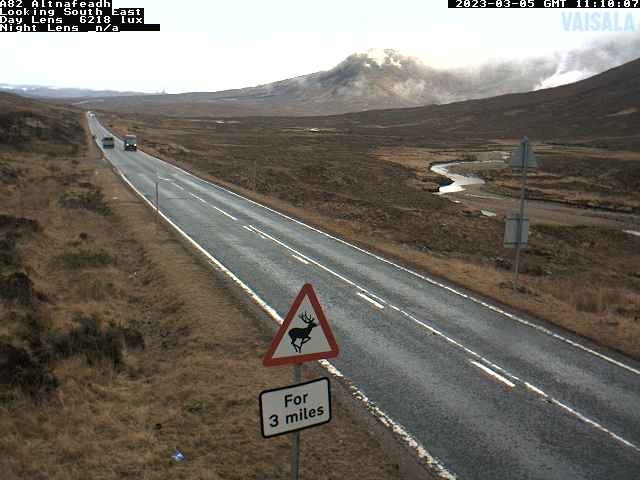 A82 Altnafeadh
Looking South East
Day Lens 6218 lux
Night Lens n/a
2023-03-05 GMT 11:10:07
VAISALA
For
3 miles